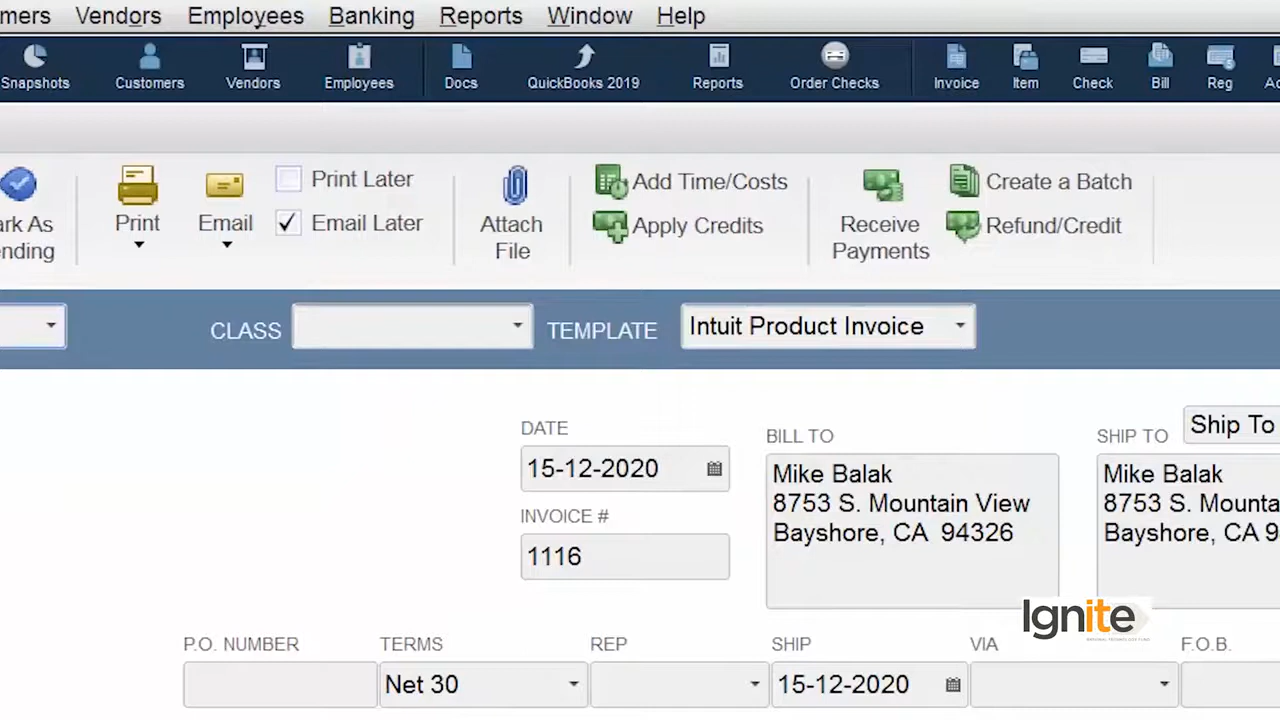 mers Vendors Employees Banking Reports Window Help
Snapshots Customers Vendors Employees Docs QuickBooks 2019 Reports Order Checks Invoice Item Check Bill Reg Ac
Print Later Add Time/Costs Create a Batch
ark As Print Email Email Later Attach Apply Credits Receive Refund/Credit
ending File Payments
CLASS TEMPLATE Intuit Product Invoice
DATE BILL TO SHIP TO Ship To
15-12-2020 Mike Balak Mike Balak
8753 S. Mountain View 8753 S. Mounta
INVOICE # Bayshore, CA 94326 Bayshore, CA 9
1116
Ignite
P.O. NUMBER TERMS REP SHIP VIA F.O.B.
Net 30 15-12-2020